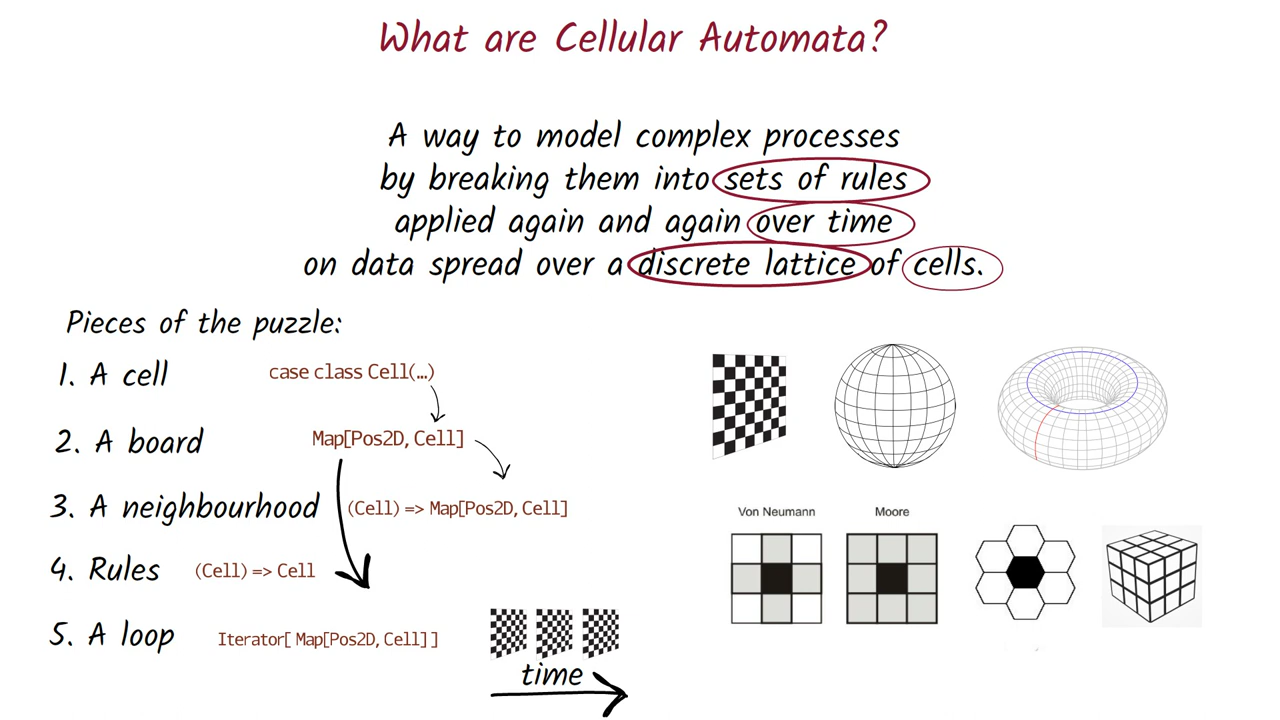 What are Cellular Automata?
A way to model complex processes
by breaking them into sets of rules
applied again and again over time
on data spread over a discrete lattice of cells.
Pieces of the puzzle:
1. A cell
case class Cell(…)
2. A board
Map[Pos2D, Cell]
3. A neighbourhood
(Cell) => Map[Pos2D, Cell]
4. Rules
(Cell) => Cell
5. A loop
Iterator[ Map[Pos2D, Cell] ]
time
Von Neumann
Moore